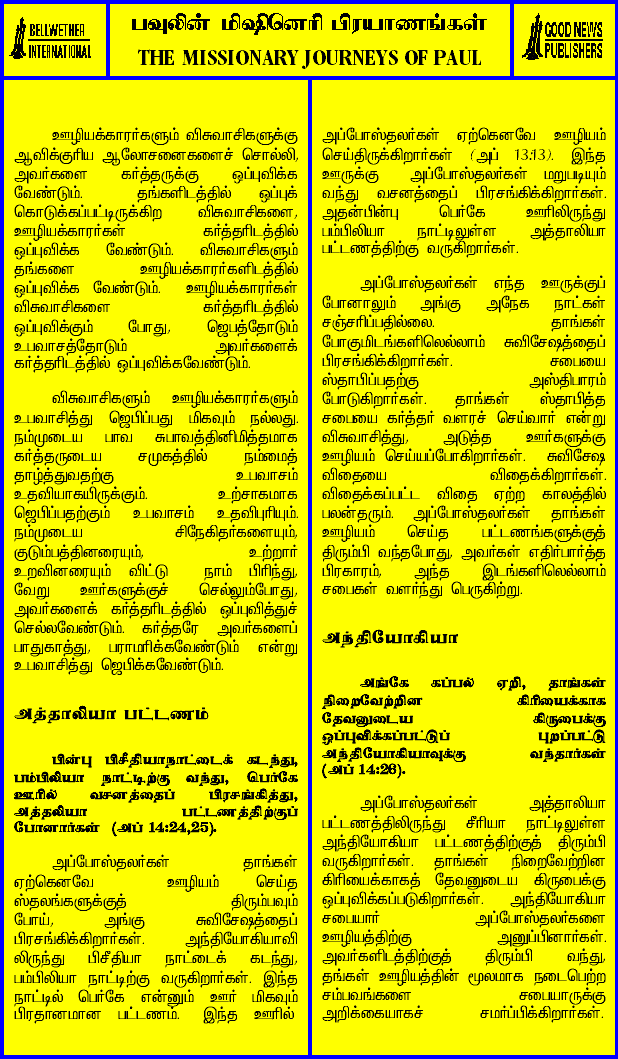 BELLWETHER
INTERNATIONAL
பவுலின் மிஷினெரி பிரயாணங்கள்
THE MISSIONARY JOURNEYS OF PAUL
GOOD NEWS
PUBLISHERS
ஊழியக்காரர்களும் விசுவாசிகளுக்கு
ஆவிக்குரிய ஆலோசனைகளைச் சொல்லி,
அவர்களை கர்த்தருக்கு ஒப்புவிக்க
வேண்டும். தங்களிடத்தில் ஒப்புக்
கொடுக்கப்பட்டிருக்கிற விசுவாசிகளை,
ஊழியக்காரர்கள் கர்த்தரிடத்தில்
ஒப்புவிக்க வேண்டும். விசுவாசிகளும்
தங்களை ஊழியக்காரர்களிடத்தில்
ஒப்புவிக்க வேண்டும். ஊழியக்காரர்கள்
விசுவாசிகளை கர்த்தரிடத்தில்
ஒப்புவிக்கும் போது, ஜெபத்தோடும்
உபவாசத்தோடும் அவர்களைக்
கர்த்தரிடத்தில் ஒப்புவிக்கவேண்டும்.
விசுவாசிகளும் ஊழியக்காரர்களும்
உபவாசித்து ஜெபிப்பது மிகவும் நல்லது.
நம்முடைய பாவ சுபாவத்தினிமித்தமாக
கர்த்தருடைய சமுகத்தில் நம்மைத்
தாழ்த்துவதற்கு உபவாசம்
உதவியாகயிருக்கும். உற்சாகமாக
ஜெபிப்பதற்கும் உபவாசம் உதவிபுரியும்.
நம்முடைய சிநேகிதர்களையும்,
குடும்பத்தினரையும், உற்றார்
உறவினரையும் விட்டு நாம் பிரிந்து,
வேறு ஊர்களுக்குச் செல்லும்போது,
அவர்களைக் கர்த்தரிடத்தில் ஒப்புவித்துச்
செல்லவேண்டும். கர்த்தரே அவர்களைப்
பாதுகாத்து, பராமரிக்கவேண்டும் என்று
உபவாசித்து ஜெபிக்கவேண்டும்.
அத்தாலியா பட்டணம்
பின்பு பிசீதியாநாட்டைக் கடந்து,
பம்பிலியா நாட்டிற்கு வந்து, பெர்கே
ஊரில் வசனத்தைப் பிரசங்கித்து,
அத்தலியா பட்டணத்திற்குப்
போனார்கள் (அப் 14:24,25).
அப்போஸ்தலர்கள் தாங்கள்
ஏற்கெனவே ஊழியம் செய்த
ஸ்தலங்களுக்குத் திரும்பவும்
போய், அங்கு சுவிசேஷத்தைப்
பிரசங்கிக்கிறார்கள். அந்தியோகியாவி
லிருந்து பிசீதியா நாட்டைக் கடந்து,
பம்பிலியா நாட்டிற்கு வருகிறார்கள். இந்த
நாட்டில் பெர்கே என்னும் ஊர் மிகவும்
பிரதானமான பட்டணம். இந்த ஊரில்
அப்போஸ்தலர்கள் ஏற்கெனவே ஊழியம்
செய்திருக்கிறார்கள் (அப் 13:13). இந்த
ஊருக்கு அப்போஸ்தலர்கள் மறுபடியும்
வந்து வசனத்தைப் பிரசங்கிக்கிறார்கள்.
அதன்பின்பு பெர்கே ஊரிலிருந்து
பம்பிலியா நாட்டிலுள்ள அத்தாலியா
பட்டணத்திற்கு வருகிறார்கள்.
அப்போஸ்தலர்கள் எந்த ஊருக்குப்
போனாலும் அங்கு அநேக நாட்கள்
சஞ்சரிப்பதில்லை. தாங்கள்
போகுமிடங்களிலெல்லாம் சுவிசேஷத்தைப்
பிரசங்கிக்கிறார்கள். சபையை
ஸ்தாபிப்பதற்கு அஸ்திபாரம்
போடுகிறார்கள். தாங்கள் ஸ்தாபித்த
சபையை கர்த்தர் வளரச் செய்வார் என்று
விசுவாசித்து, அடுத்த ஊர்களுக்கு
ஊழியம் செய்யப்போகிறார்கள். சுவிசேஷ
விதையை விதைக்கிறார்கள்.
விதைக்கப்பட்ட விதை ஏற்ற காலத்தில்
பலன்தரும். அப்போஸ்தலர்கள் தாங்கள்
ஊழியம் செய்த பட்டணங்களுக்குத்
திரும்பி வந்தபோது, அவர்கள் எதிர்பார்த்த
பிரகாரம், அந்த இடங்களிலெல்லாம்
சபைகள் வளர்ந்து பெருகிற்று.
அந்தியோகியா
அங்கே கப்பல் ஏறி, தாங்கள்
நிறைவேற்றின கிரியைக்காக
தேவனுடைய கிருபைக்கு
ஒப்புவிக்கப்பட்டுப் புறப்பட்டு
அந்தியோகியாவுக்கு வந்தார்கள்
(அப் 14:26).
அப்போஸ்தலர்கள் அத்தாலியா
பட்டணத்திலிருந்து சீரியா நாட்டிலுள்ள
அந்தியோகியா பட்டணத்திற்குத் திரும்பி
வருகிறார்கள். தாங்கள் நிறைவேற்றின
கிரியைக்காகத் தேவனுடைய கிருபைக்கு
ஒப்புவிக்கப்படுகிறார்கள். அந்தியோகியா
சபையார் அப்போஸ்தலர்களை
ஊழியத்திற்கு அனுப்பினார்கள்.
அவர்களிடத்திற்குத் திரும்பி வந்து,
தங்கள் ஊழியத்தின் மூலமாக நடைபெற்ற
சம்பவங்களை சபையாருக்கு
அறிக்கையாகச் சமர்ப்பிக்கிறார்கள்.